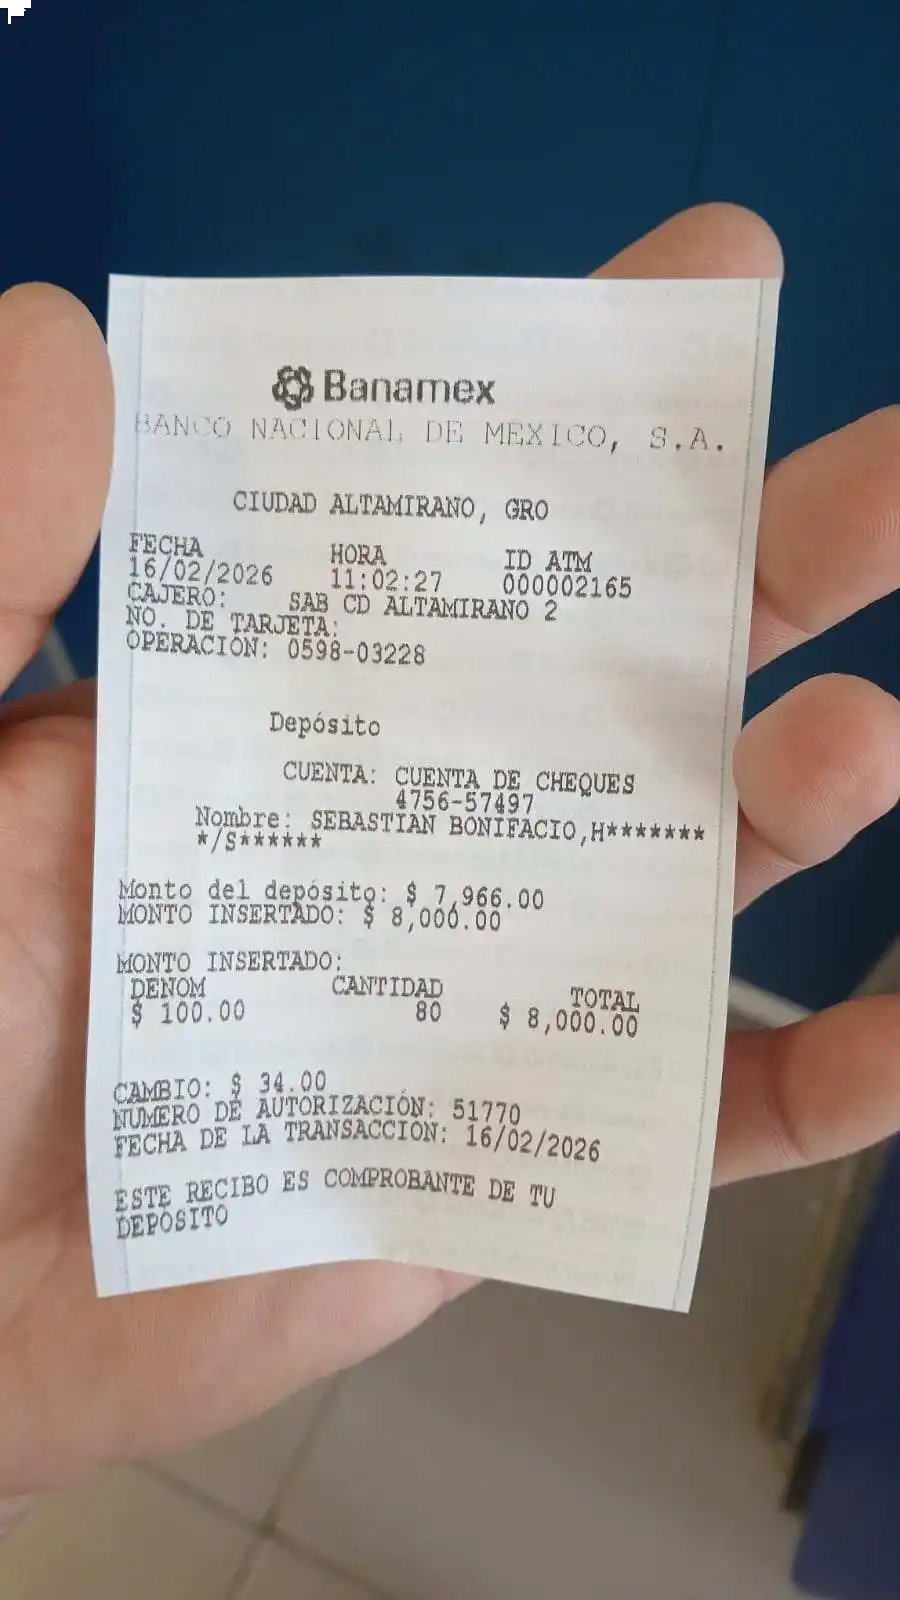 Banamex
BANCO NACIONAL DE MEXICO, S.A.
CIUDAD ALTAMIRANO, GRO
FECHA HORA ID ATM
16/02/2026 11:02:27 000002165
CAJERO: SAB CD ALTAMIRANO 2
NO. DE TARJETA:
OPERACIÓN: 0598-03228
Depósito
CUENTA: CUENTA DE CHEQUES
4756-57497
Nombre: SEBASTIAN BONIFACIO,H*******
*/S******
Monto del depósito: $ 7,966.00
MONTO INSERTADO: $ 8,000.00
MONTO INSERTADO:
DENOM CANTIDAD TOTAL
$ 100.00 80 $ 8,000.00
CAMBIO: $ 34.00
NUMERO DE AUTORIZACIÓN: 51770
FECHA DE LA TRANSACCIÓN: 16/02/2026
ESTE RECIBO ES COMPROBANTE DE TU
DEPÓSITO